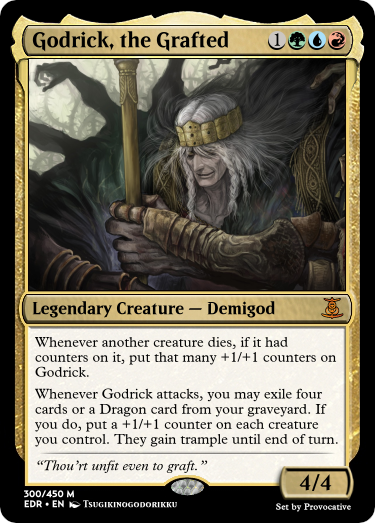 Godrick, the Grafted 1
Legendary Creature — Demigod
Whenever another creature dies, if it had
counters on it, put that many +1/+1 counters on
Godrick.
Whenever Godrick attacks, you may exile four
cards or a Dragon card from your graveyard. If
you do, put a +1/+1 counter on each creature
you control. They gain trample until end of turn.
“Thou'rt unfit even to graft.”
4/4
300/450 M
EDR • EN Tsugikinogodorikku
Set by Provocative